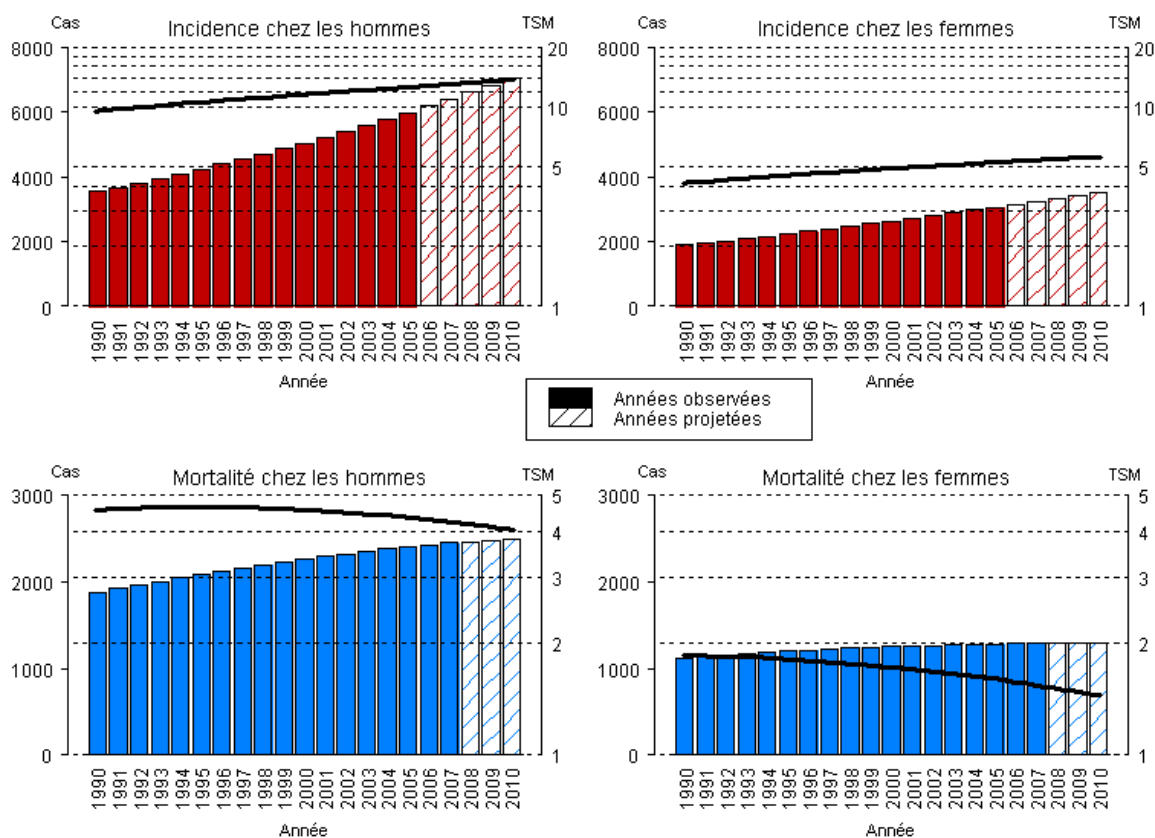 Cas Incidence chez les hommes TSM
8000 20
6000 10
4000 5
2000
0 1
1990 1991 1992 1993 1994 1995 1996 1997 1998 1999 2000 2001 2002 2003 2004 2005 2006 2007 2008 2009 2010
Année
Cas Incidence chez les femmes TSM
8000 20
6000 10
4000 5
2000
0 1
1990 1991 1992 1993 1994 1995 1996 1997 1998 1999 2000 2001 2002 2003 2004 2005 2006 2007 2008 2009 2010
Année
Années observées
Années projetées
Cas Mortalité chez les hommes TSM
3000 5
4
2000 3
1000 2
0 1
1990 1991 1992 1993 1994 1995 1996 1997 1998 1999 2000 2001 2002 2003 2004 2005 2006 2007 2008 2009 2010
Année
Cas Mortalité chez les femmes TSM
3000 5
4
2000 3
1000 2
0 1
1990 1991 1992 1993 1994 1995 1996 1997 1998 1999 2000 2001 2002 2003 2004 2005 2006 2007 2008 2009 2010
Année